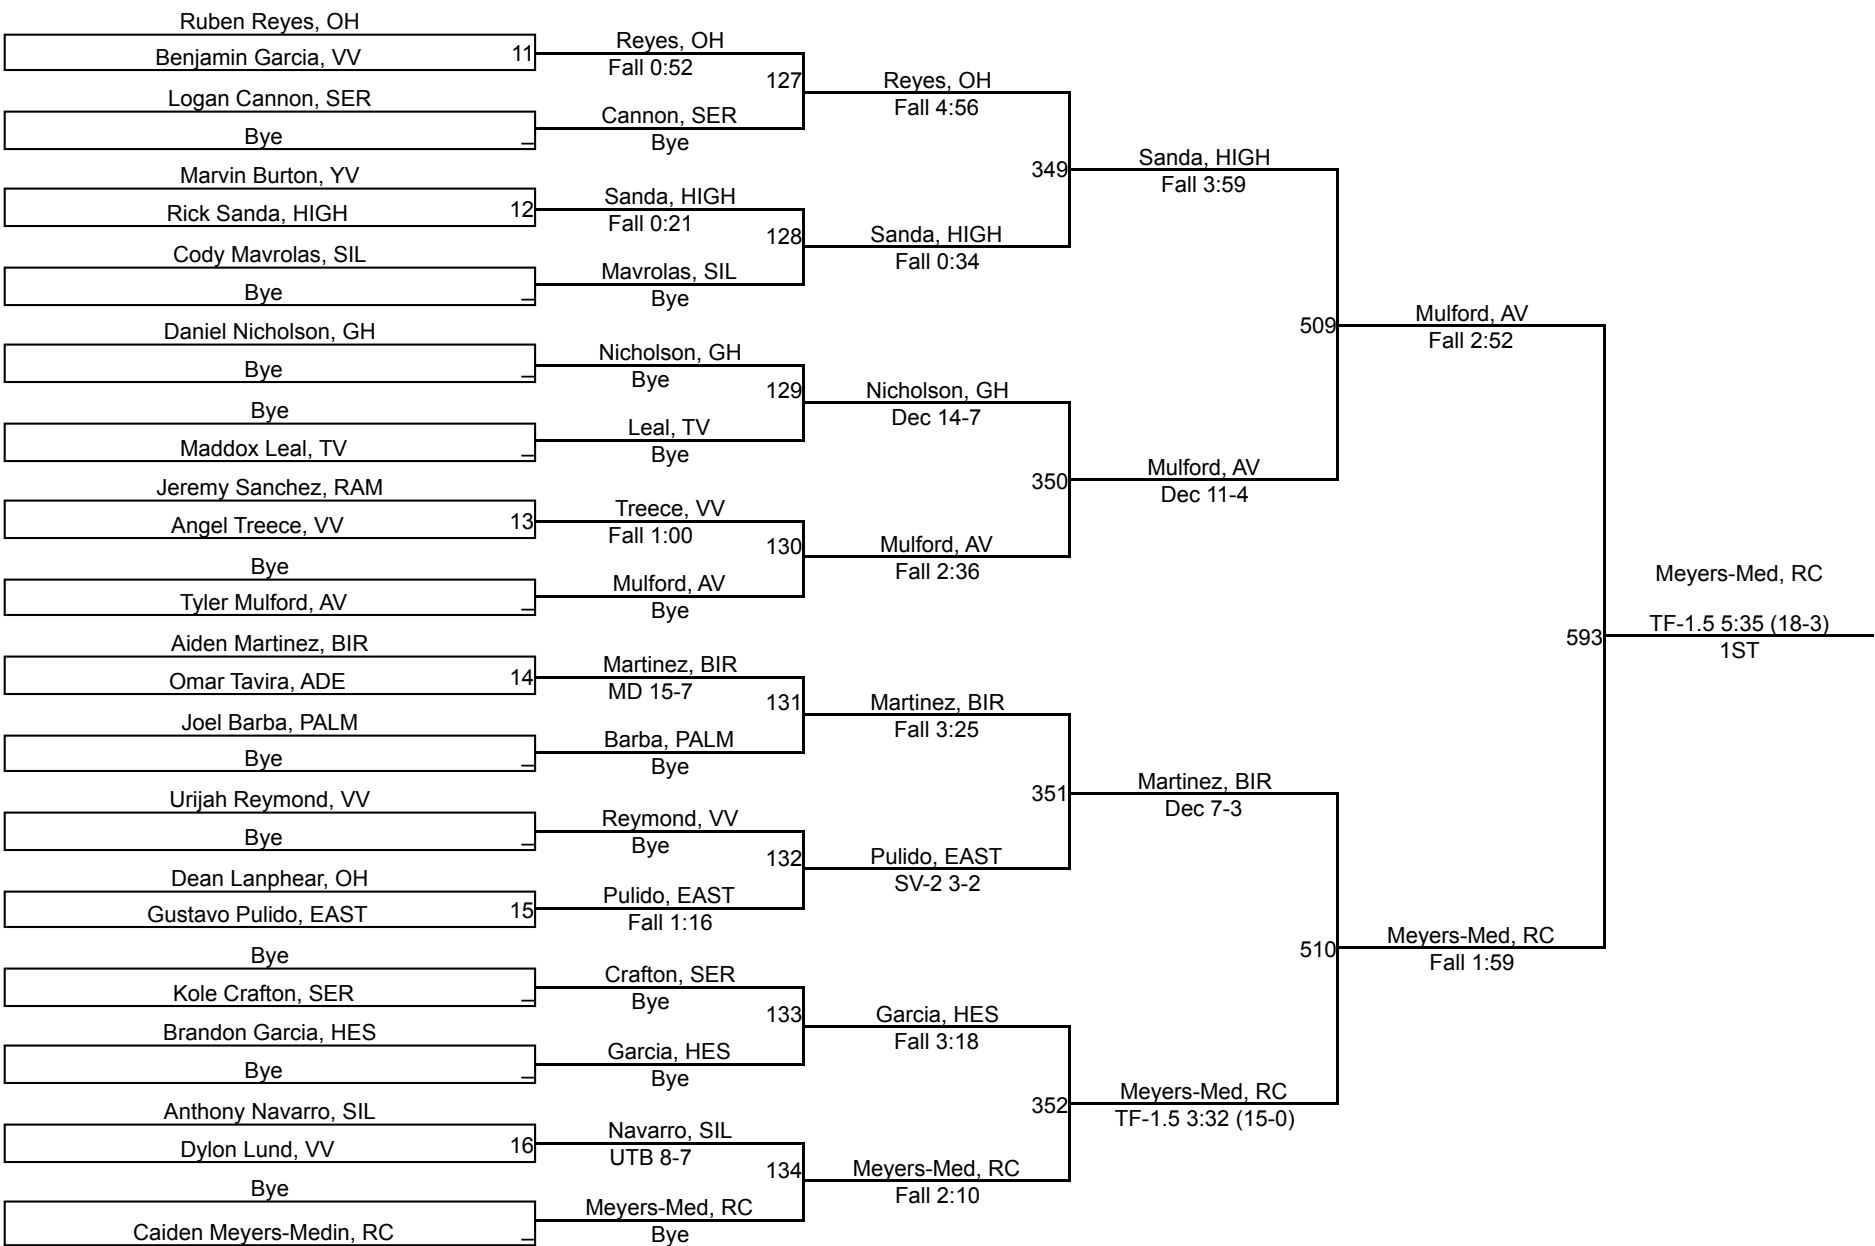 Ruben Reyes, OH
Benjamin Garcia, VV 11
Logan Cannon, SER
Bye _
Marvin Burton, YV
Rick Sanda, HIGH 12
Cody Mavrolas, SIL
Bye _
Daniel Nicholson, GH
Bye _
Bye
Maddox Leal, TV _
Jeremy Sanchez, RAM
Angel Treece, VV 13
Bye
Tyler Mulford, AV _
Aiden Martinez, BIR
Omar Tavira, ADE 14
Joel Barba, PALM
Bye _
Urijah Reymond, VV
Bye _
Dean Lanphear, OH
Gustavo Pulido, EAST 15
Bye
Kole Crafton, SER _
Brandon Garcia, HES
Bye _
Anthony Navarro, SIL
Dylon Lund, VV 16
Bye
Caiden Meyers-Medin, RC _
Reyes, OH
Fall 0:52
127
Cannon, SER
Bye
Sanda, HIGH
Fall 0:21
128
Mavrolas, SIL
Bye
Nicholson, GH
Bye
129
Leal, TV
Bye
Treece, VV
Fall 1:00
130
Mulford, AV
Bye
Martinez, BIR
MD 15-7
131
Barba, PALM
Bye
Reymond, VV
Bye
132
Pulido, EAST
Fall 1:16
Crafton, SER
Bye
133
Garcia, HES
Bye
Navarro, SIL
UTB 8-7
134
Meyers-Med, RC
Bye
Reyes, OH
Fall 4:56
349
Sanda, HIGH
Fall 0:34
Nicholson, GH
Dec 14-7
350
Mulford, AV
Fall 2:36
Martinez, BIR
Fall 3:25
351
Pulido, EAST
SV-2 3-2
Garcia, HES
Fall 3:18
352
Meyers-Med, RC
Fall 2:10
Sanda, HIGH
Fall 3:59
509
Mulford, AV
Dec 11-4
Martinez, BIR
Dec 7-3
510
Meyers-Med, RC
TF-1.5 3:32 (15-0)
Mulford, AV
Fall 2:52
593
Meyers-Med, RC
Fall 1:59
Meyers-Med, RC
TF-1.5 5:35 (18-3)
1ST